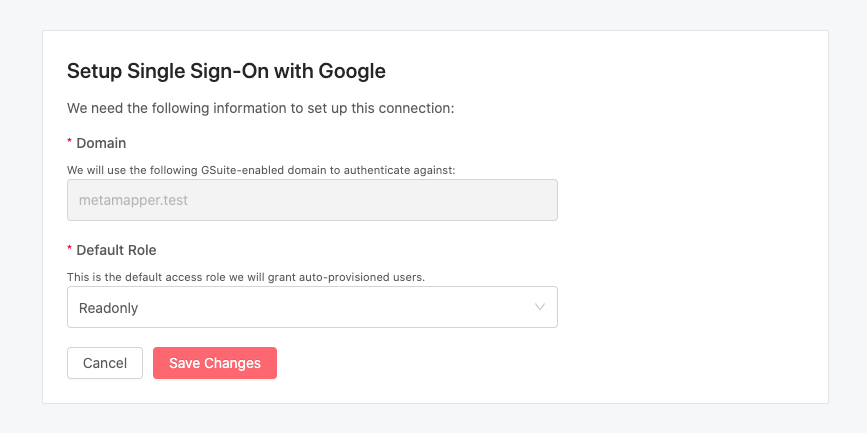 Setup Single Sign-On with Google
We need the following information to set up this connection:
* Domain
We will use the following GSuite-enabled domain to authenticate against:
metamapper.test
* Default Role
This is the default access role we will grant auto-provisioned users.
Readonly
Cancel Save Changes